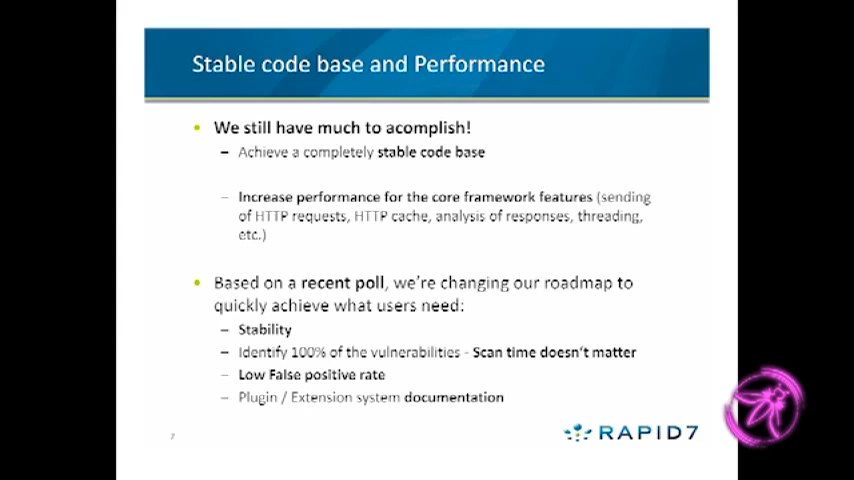 Stable code base and Performance
• We still have much to acomplish!
– Achieve a completely stable code base
– Increase performance for the core framework features (sending
of HTTP requests, HTTP cache, analysis of responses, threading,
etc.)
• Based on a recent poll, we're changing our roadmap to
quickly achieve what users need:
– Stability
– Identify 100% of the vulnerabilities - Scan time doesn't matter
– Low False positive rate
– Plugin / Extension system documentation
7
RAPID7